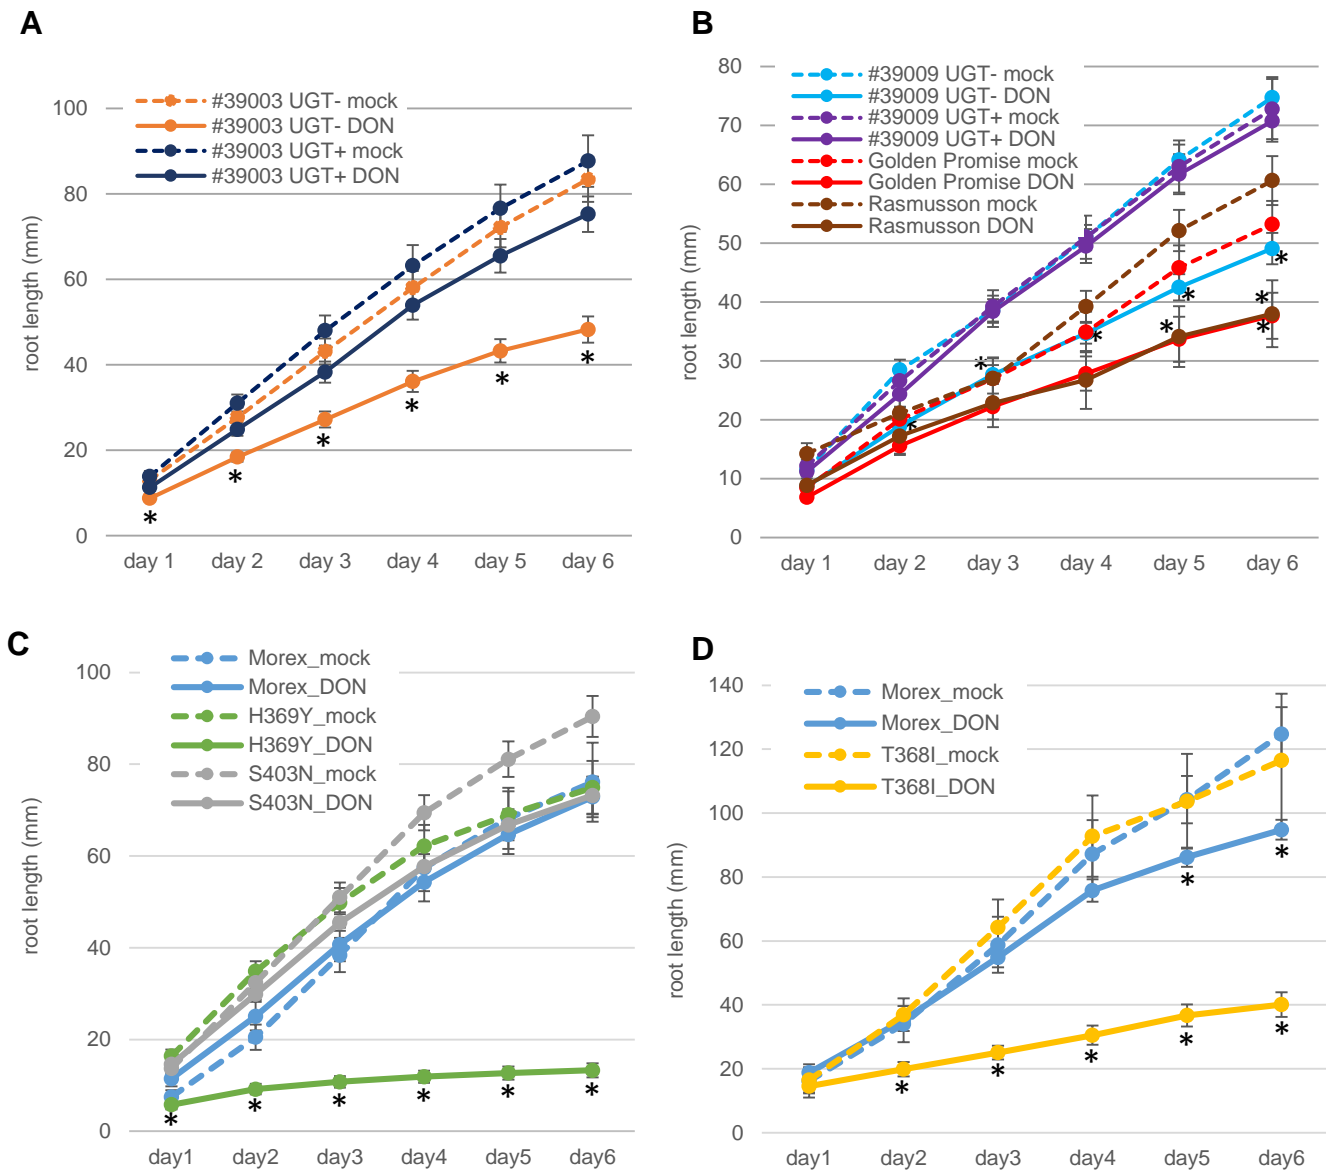 A
#39003 UGT- mock
#39003 UGT- DON
#39003 UGT+ mock
#39003 UGT+ DON
root length (mm)
100
80
60
40
20
0
* * * * * *
day 1 day 2 day 3 day 4 day 5 day 6
B
#39009 UGT- mock
#39009 UGT- DON
#39009 UGT+ mock
#39009 UGT+ DON
Golden Promise mock
Golden Promise DON
Rasmusson mock
Rasmusson DON
root length (mm)
80
70
60
50
40
30
20
10
0
* * * * * * * *
day 1 day 2 day 3 day 4 day 5 day 6
C
Morex_mock
Morex_DON
H369Y_mock
H369Y_DON
S403N_mock
S403N_DON
root length (mm)
100
80
60
40
20
0
* * * * * *
day1 day2 day3 day4 day5 day6
D
Morex_mock
Morex_DON
T368I_mock
T368I_DON
root length (mm)
140
120
100
80
60
40
20
0
* *
* * * * *
day1 day2 day3 day4 day5 day6